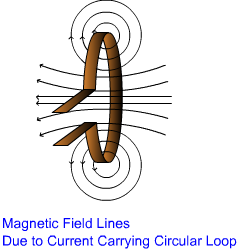 Magnetic Field Lines
Due to Current Carrying Circular Loop